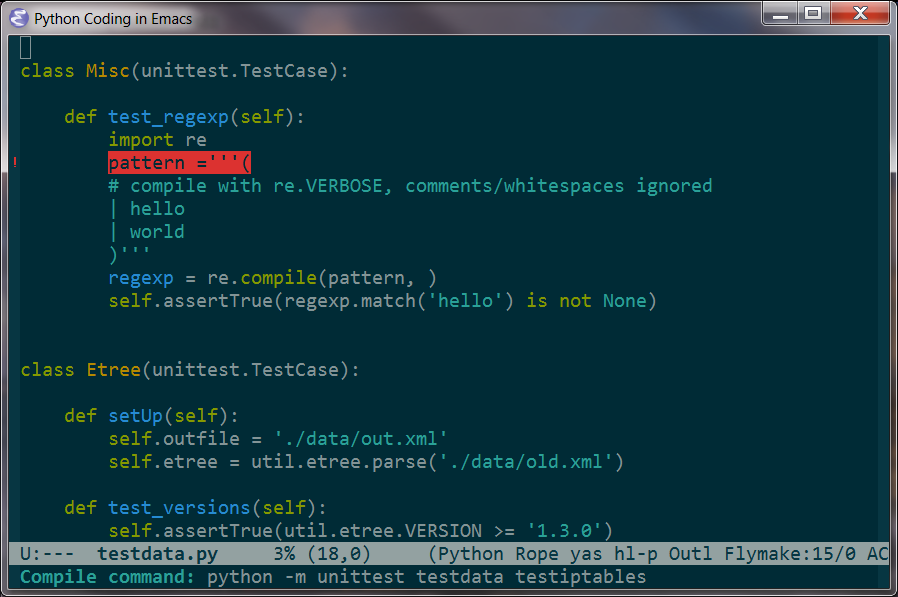 Python Coding in Emacs
class Misc(unittest.TestCase):
def test_regexp(self):
import re
! pattern ='''(
# compile with re.VERBOSE, comments/whitespaces ignored
| hello
| world
)'''
regexp = re.compile(pattern, )
self.assertTrue(regexp.match('hello') is not None)
class Etree(unittest.TestCase):
def setUp(self):
self.outfile = './data/out.xml'
self.etree = util.etree.parse('./data/old.xml')
def test_versions(self):
self.assertTrue(util.etree.VERSION >= '1.3.0')
U:--- testdata.py 3% (18,0) (Python Rope yas hl-p Outl Flymake:15/0 AC
Compile command: python -m unittest testdata testiptables